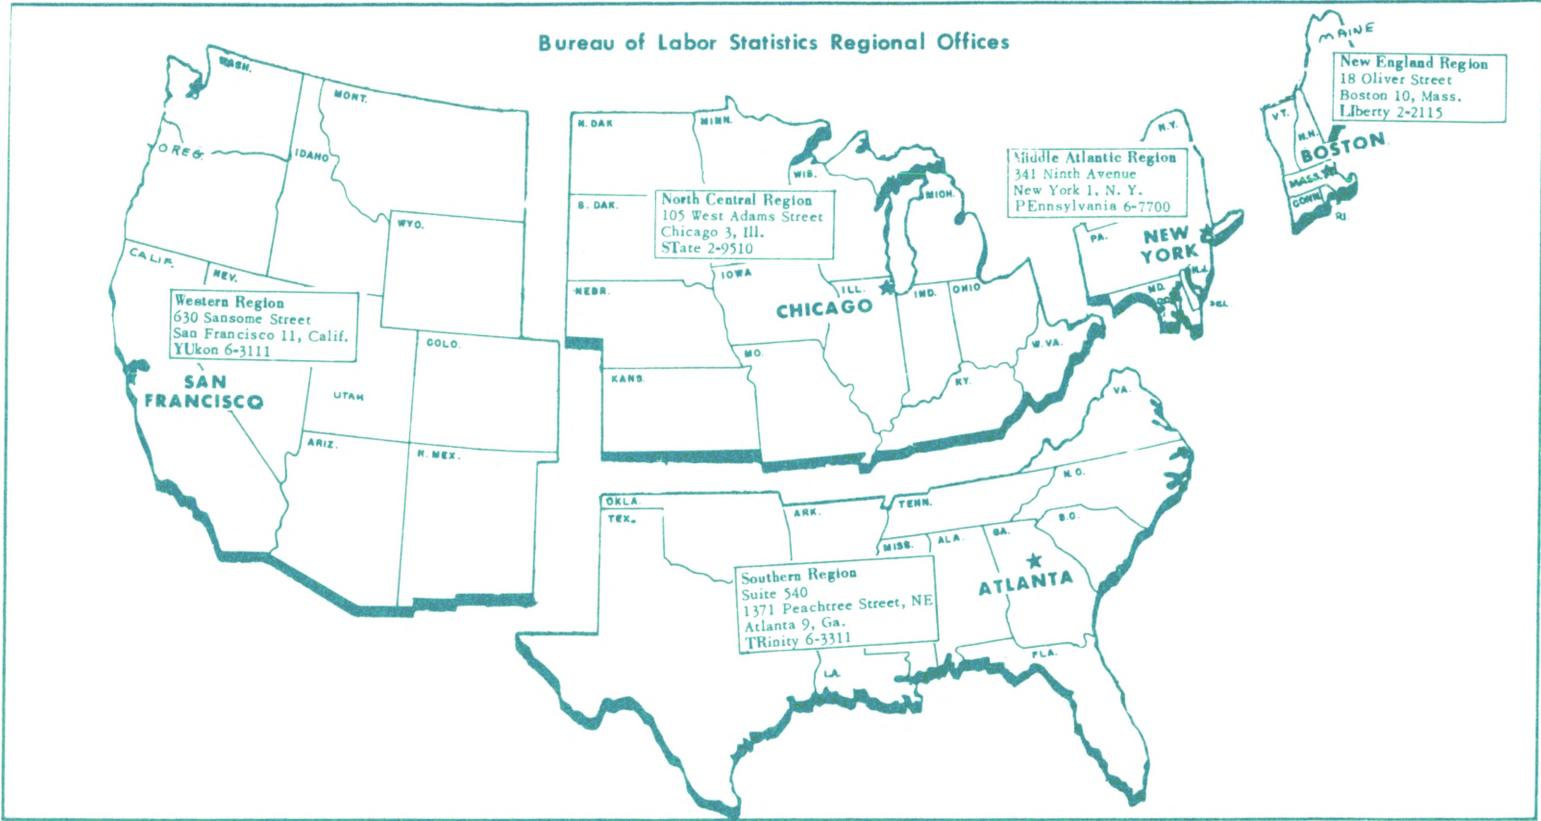 Bureau of Labor Statistics Regional Offices
MAINE
New England Region
18 Oliver Street
Boston 10, Mass.
LIberty 2-2115
VT.
N.H.
BOSTON
MASS.
CONN.
R.I.
N.Y.
Middle Atlantic Region
341 Ninth Avenue
New York 1, N. Y.
PEnnsylvania 6-7700
PA.
NEW
YORK
N.J.
MD.
DEL.
WASH.
MONT.
OREG.
IDAHO
WYO.
CALIF.
NEV.
Western Region
630 Sansome Street
San Francisco 11, Calif.
YUkon 6-3111
SAN
FRANCISCO
UTAH
COLO.
ARIZ.
N. MEX.
N. DAK
MINN.
WIS.
MICH.
S. DAK.
North Central Region
105 West Adams Street
Chicago 3, Ill.
STate 2-9510
IOWA
NEBR.
ILL.
IND.
OHIO
CHICAGO
MO.
W. VA.
KANS.
KY.
VA.
OKLA.
TEX.
ARK.
TENN.
N. C.
S.C.
MISS.
ALA.
GA.
ATLANTA
Southern Region
Suite 540
1371 Peachtree Street, NE
Atlanta 9, Ga.
TRinity 6-3311
LA.
FLA.